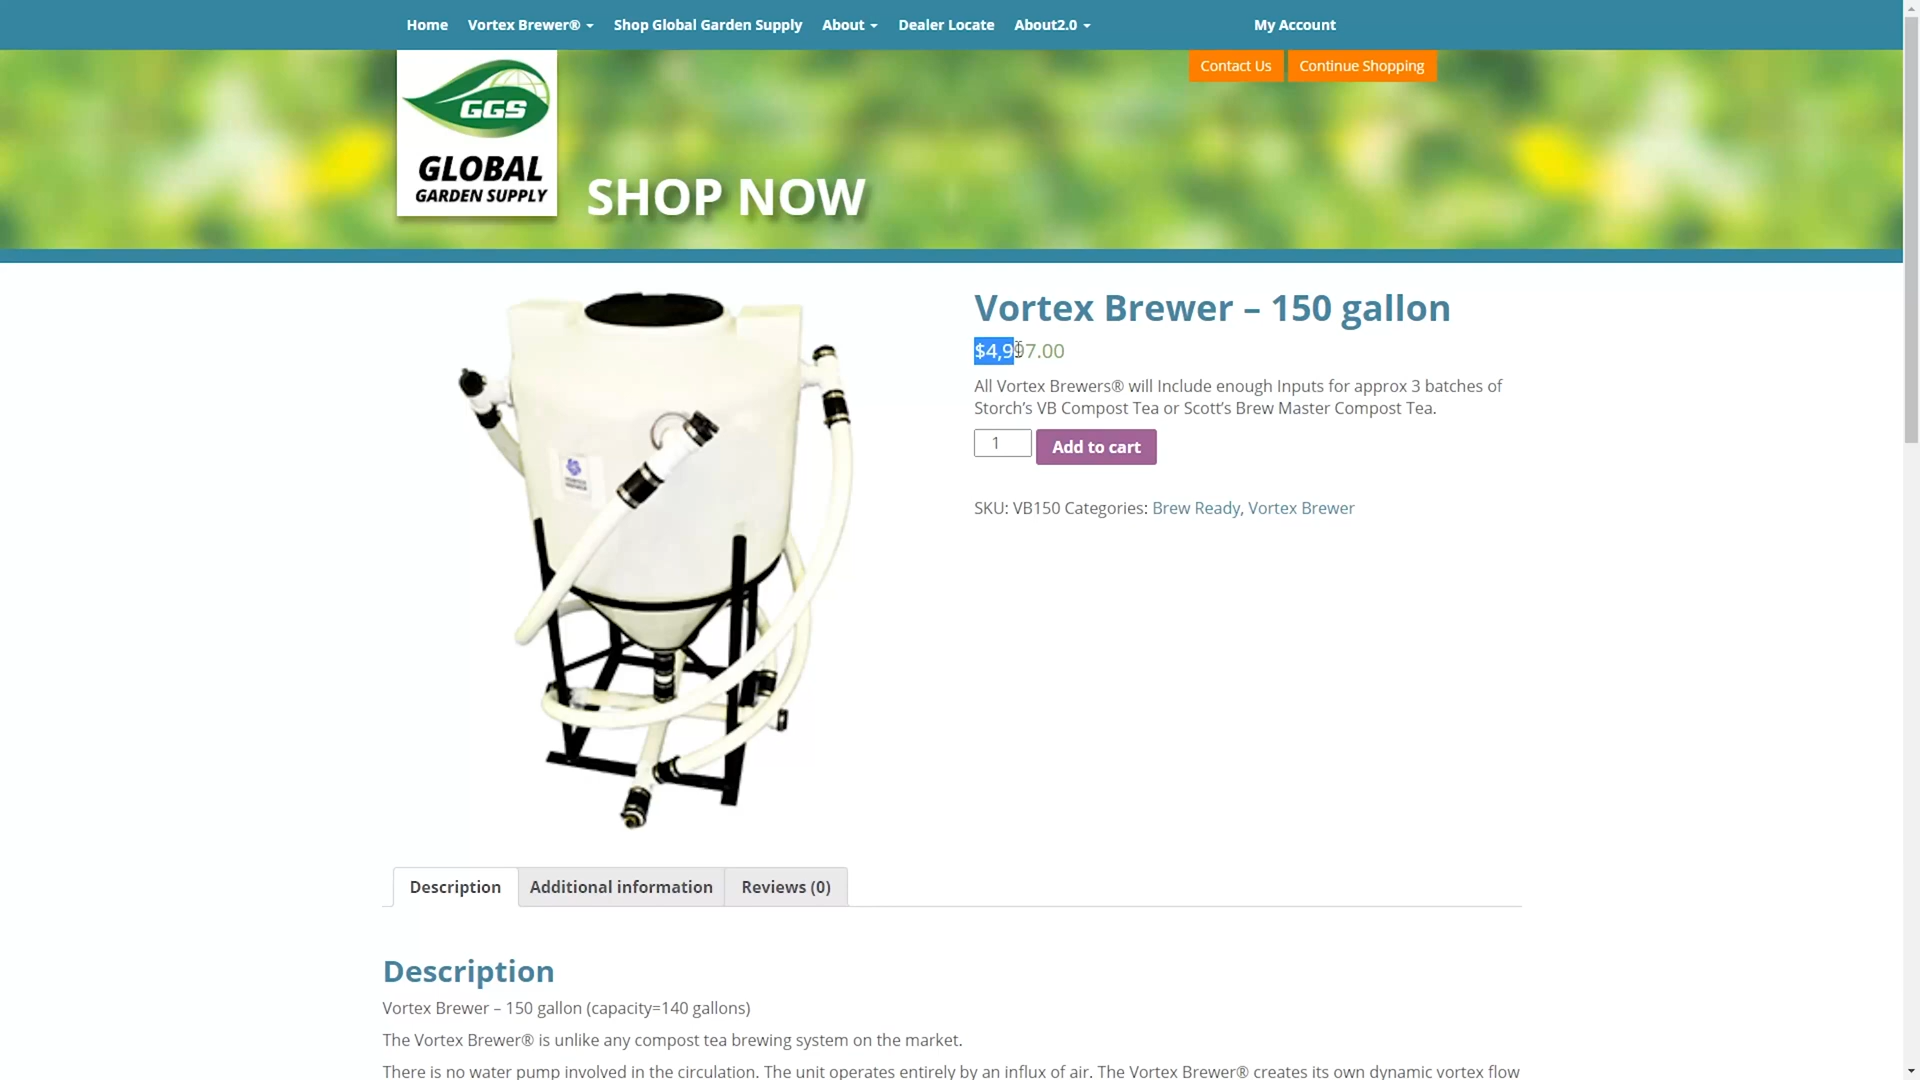 Home Vortex Brewer® Shop Global Garden Supply About Dealer Locate About2.0 My Account
Contact Us Continue Shopping
GGS
GLOBAL
GARDEN SUPPLY
SHOP NOW
Vortex Brewer – 150 gallon
$4,997.00
All Vortex Brewers® will Include enough Inputs for approx 3 batches of
Storch’s VB Compost Tea or Scott’s Brew Master Compost Tea.
1 Add to cart
SKU: VB150 Categories: Brew Ready, Vortex Brewer
Description Additional information Reviews (0)
Description
Vortex Brewer – 150 gallon (capacity=140 gallons)
The Vortex Brewer® is unlike any compost tea brewing system on the market.
There is no water pump involved in the circulation. The unit operates entirely by an influx of air. The Vortex Brewer® creates its own dynamic vortex flow